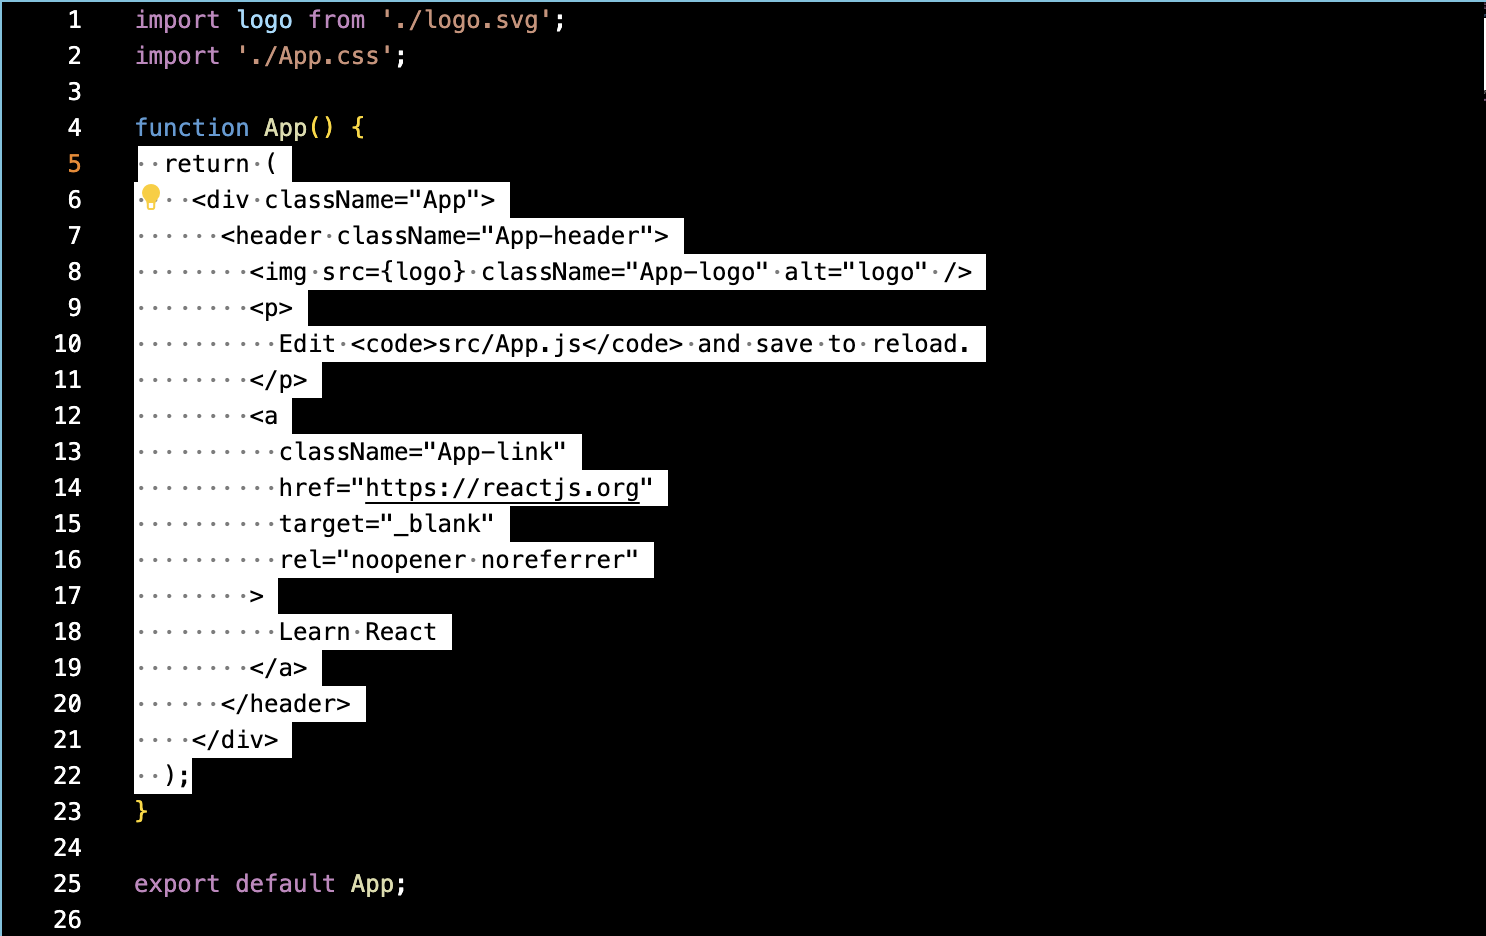 1 import logo from './logo.svg';
2 import './App.css';
3
4 function App() {
5   return (
6     <div className="App">
7       <header className="App-header">
8         <img src={logo} className="App-logo" alt="logo" />
9         <p>
10           Edit <code>src/App.js</code> and save to reload.
11         </p>
12         <a
13           className="App-link"
14           href="https://reactjs.org"
15           target="_blank"
16           rel="noopener noreferrer"
17         >
18           Learn React
19         </a>
20       </header>
21     </div>
22   );
23 }
24
25 export default App;
26